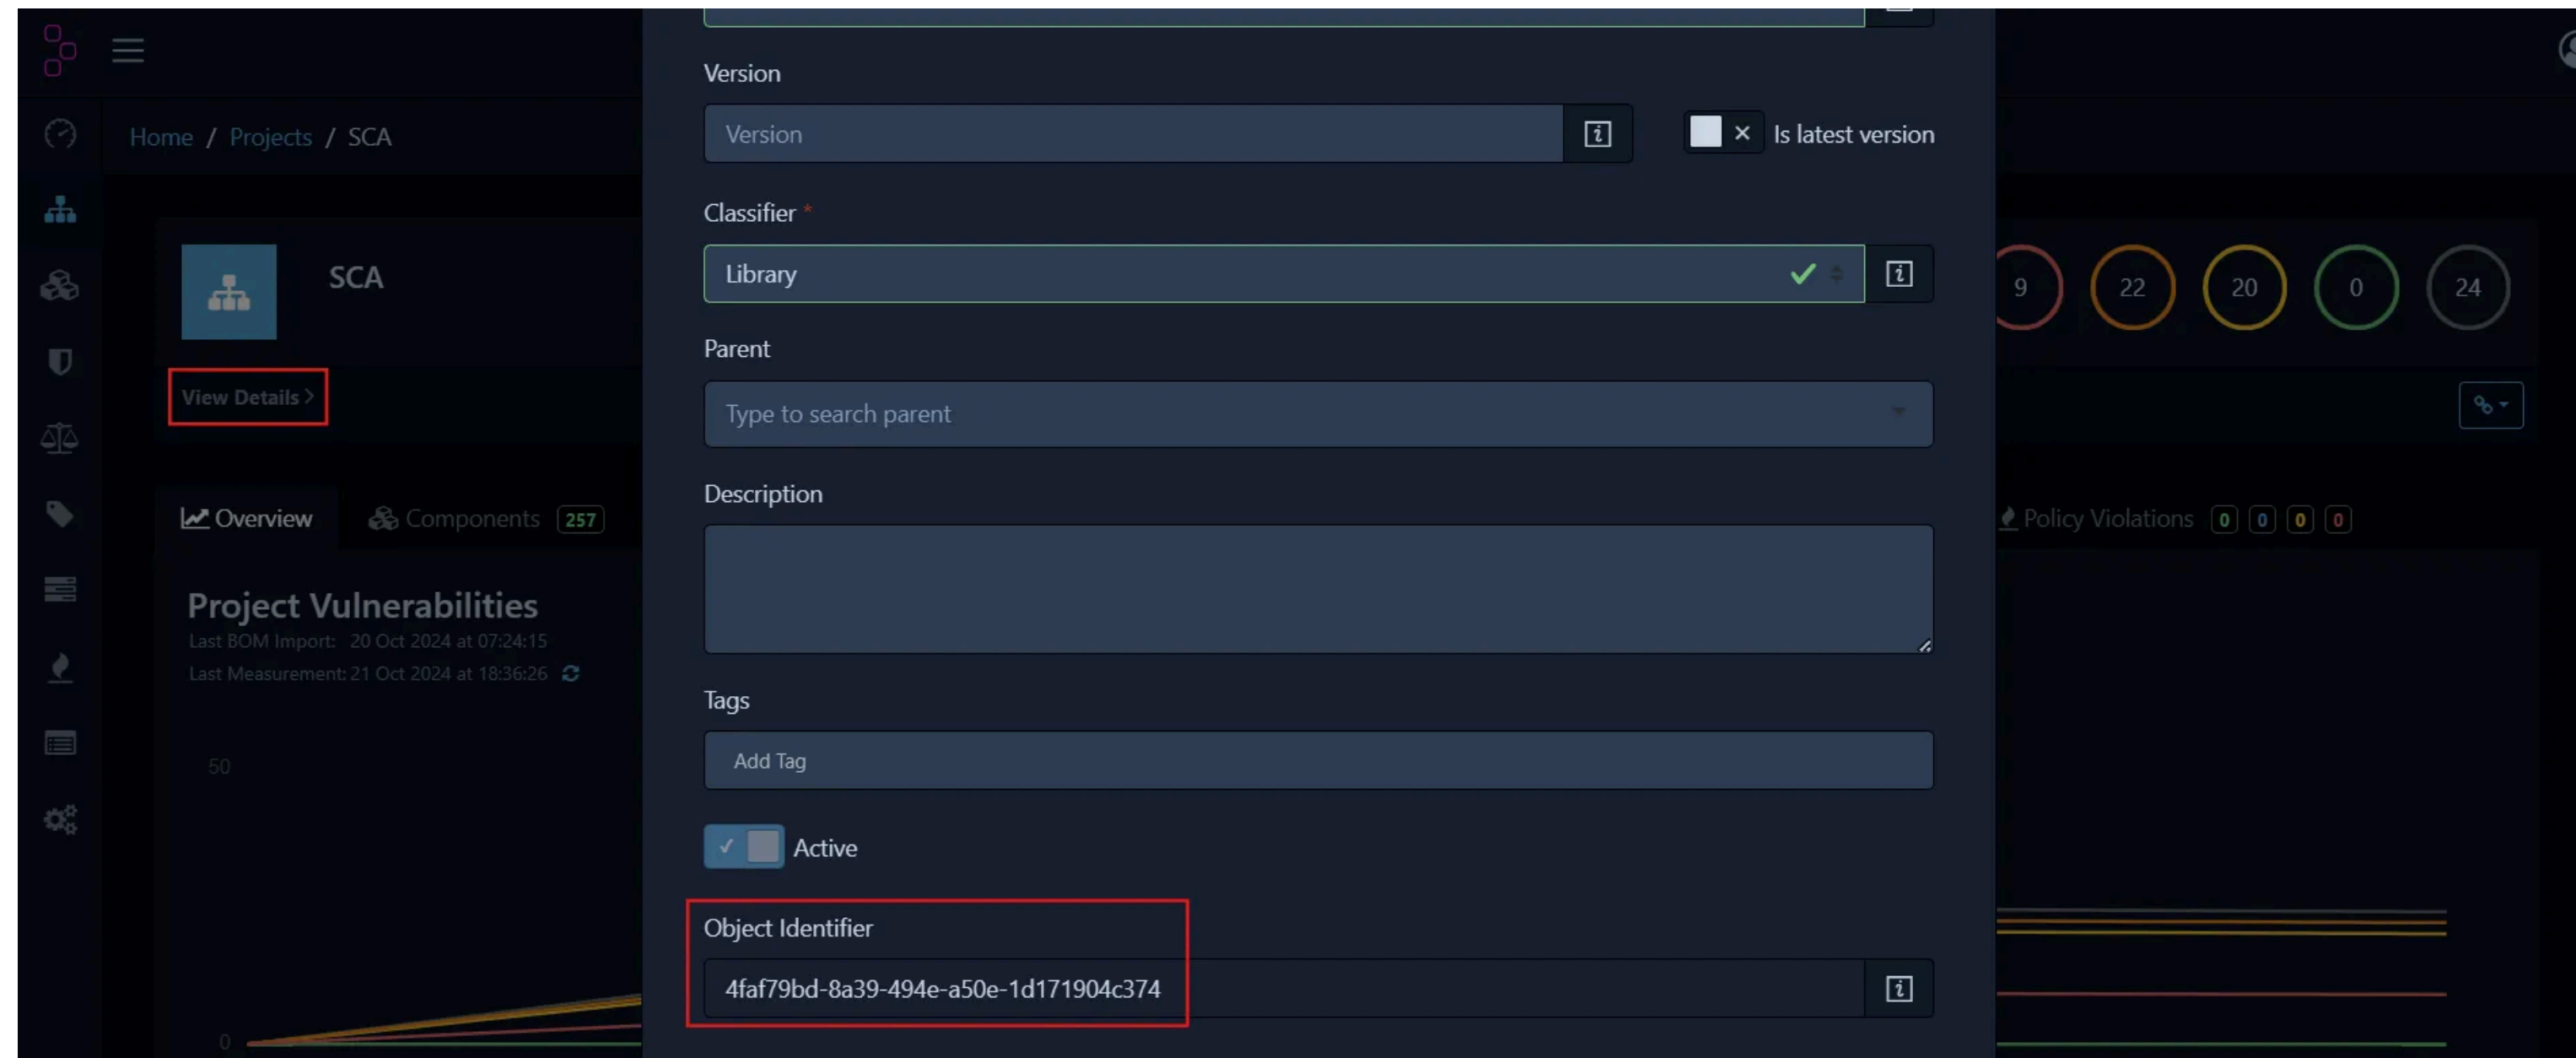 Version
Version
Is latest version
Home / Projects / SCA
Classifier *
SCA
Library
9
22
20
0
24
Parent
View Details >
Type to search parent
Description
Overview
Components 257
Policy Violations 0 0 0 0
Project Vulnerabilities
Last BOM Import: 20 Oct 2024 at 07:24:15
Last Measurement: 21 Oct 2024 at 18:36:26
Tags
Add Tag
50
Active
Object Identifier
4faf79bd-8a39-494e-a50e-1d171904c374
0